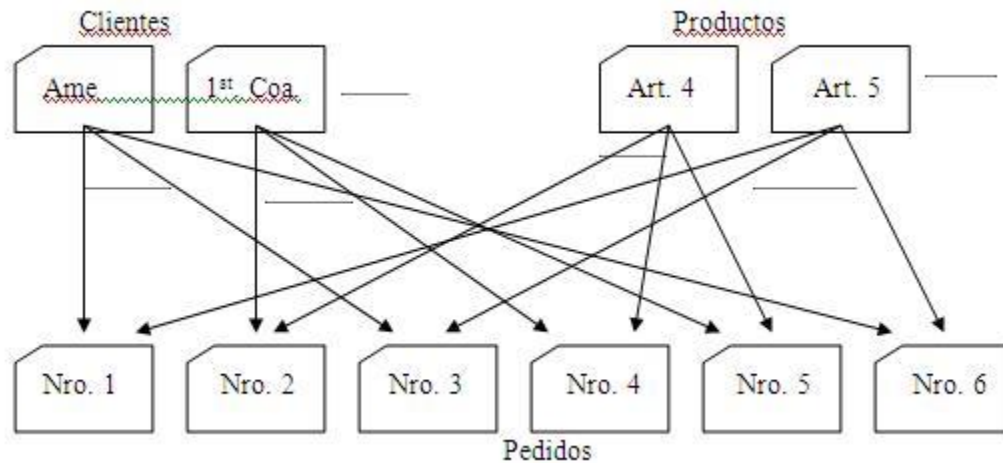 Clientes Productos
Ame 1st Coa. Art. 4 Art. 5
Nro. 1 Nro. 2 Nro. 3 Nro. 4 Nro. 5 Nro. 6
Pedidos